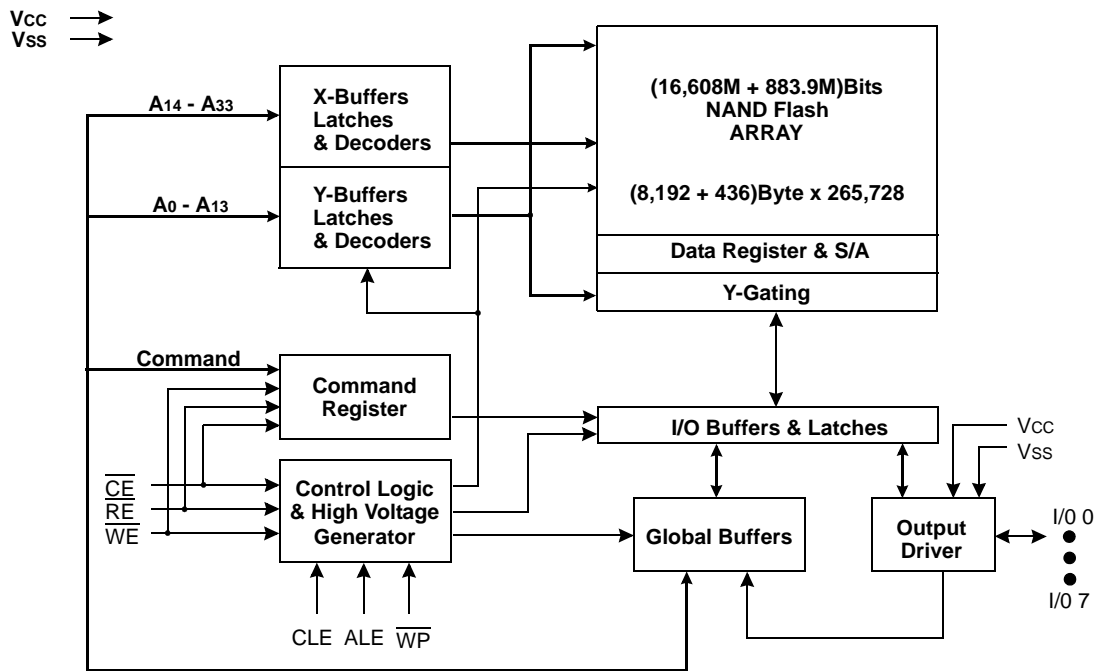 VCC
VSS
A14 - A33
X-Buffers
Latches
& Decoders
A0 - A13
Y-Buffers
Latches
& Decoders
(16,608M + 883.9M)Bits
NAND Flash
ARRAY
(8,192 + 436)Byte x 265,728
Data Register & S/A
Y-Gating
Command
Command
Register
I/O Buffers & Latches
VCC
VSS
CE
RE
WE
Control Logic
& High Voltage
Generator
Global Buffers
Output
Driver
I/0 0
I/0 7
CLE ALE WP